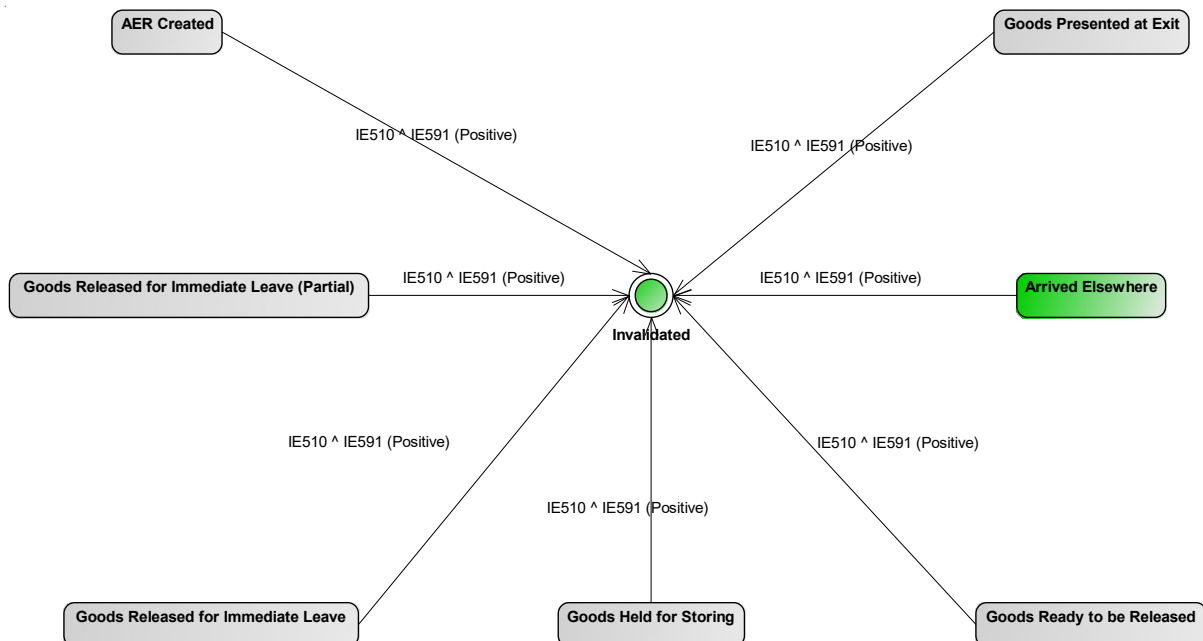 AER Created
Goods Presented at Exit
IE510 ^ IE591 (Positive)
IE510 ^ IE591 (Positive)
Goods Released for Immediate Leave (Partial)
IE510 ^ IE591 (Positive)
IE510 ^ IE591 (Positive)
Arrived Elsewhere
Invalidated
IE510 ^ IE591 (Positive)
IE510 ^ IE591 (Positive)
IE510 ^ IE591 (Positive)
Goods Released for Immediate Leave
Goods Held for Storing
Goods Ready to be Released